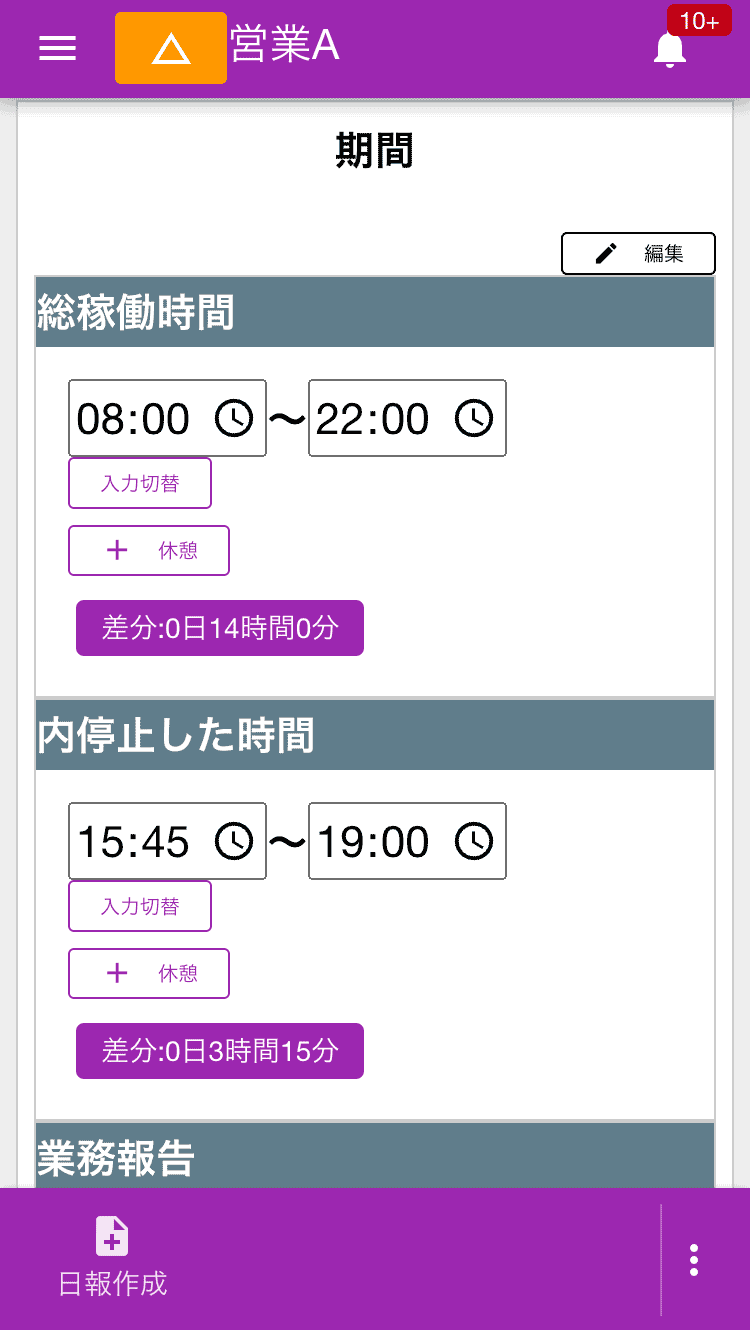 営業A
10+
期間
編集
総稼働時間
08:00 〜 22:00
入力切替
+ 休憩
差分:0日14時間0分
内停止した時間
15:45 〜 19:00
入力切替
+ 休憩
差分:0日3時間15分
業務報告
日報作成